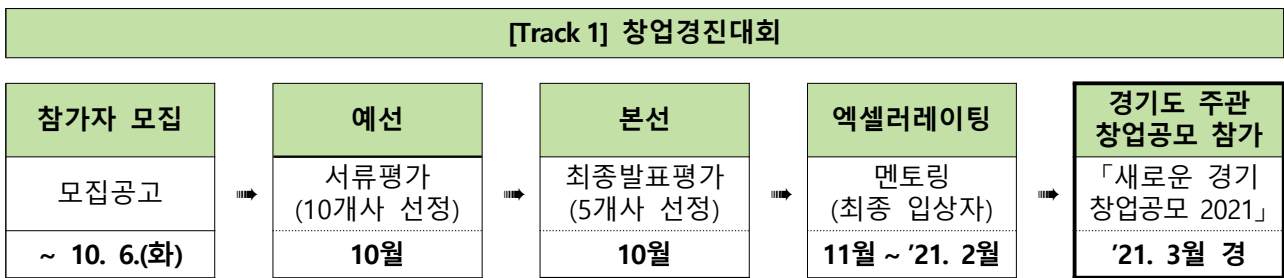 [Track 1] 창업경진대회
참가자 모집
모집공고
~ 10. 6.(화)
➠
예선
서류평가
(10개사 선정)
10월
➠
본선
최종발표평가
(5개사 선정)
10월
➠
엑셀러레이팅
멘토링
(최종 입상자)
11월 ~ ’21. 2월
➠
경기도 주관
창업공모 참가
「새로운 경기
창업공모 2021」
’21. 3월 경